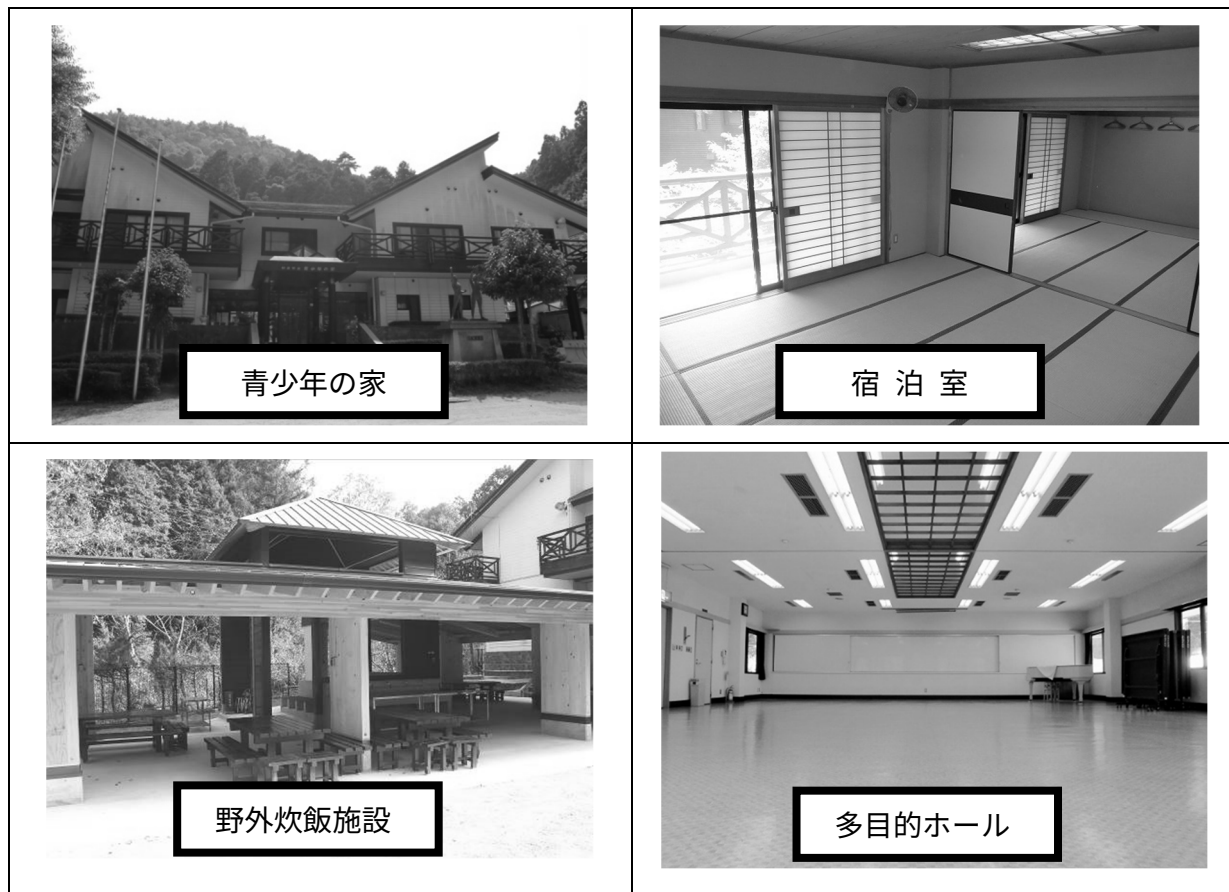 青少年の家
宿 泊 室
野外炊飯施設
多目的ホール